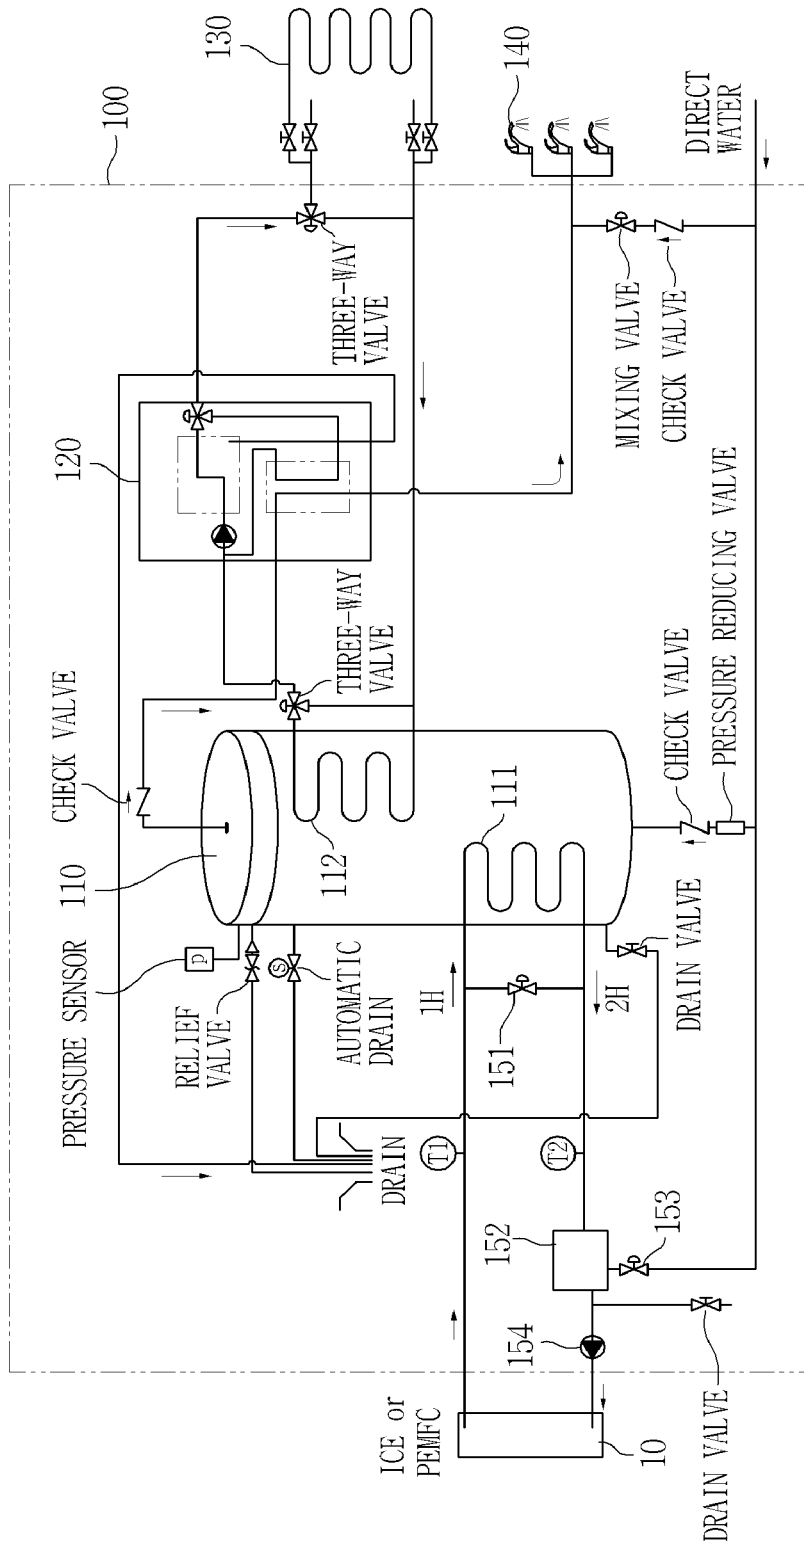 100
130
140
DIRECT
WATER
THREE-WAY
VALVE
MIXING VALVE
CHECK VALVE
120
THREE-WAY
VALVE
CHECK VALVE
110
112
111
CHECK VALVE
PRESSURE REDUCING VALVE
PRESSURE SENSOR
P
RELIEF
VALVE
S
AUTOMATIC
DRAIN
1H
151
2H
DRAIN VALVE
DRAIN
T1
T2
152
153
154
ICE or
PEMFC
10
DRAIN VALVE